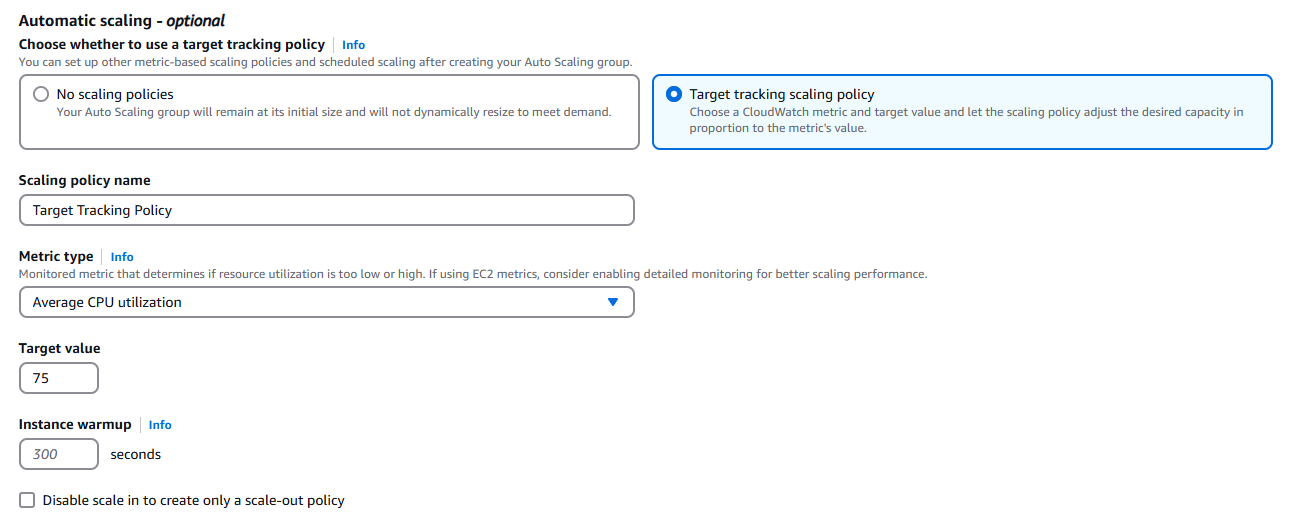 Automatic scaling - optional
Choose whether to use a target tracking policy Info
You can set up other metric-based scaling policies and scheduled scaling after creating your Auto Scaling group.
No scaling policies
Your Auto Scaling group will remain at its initial size and will not dynamically resize to meet demand.
Target tracking scaling policy
Choose a CloudWatch metric and target value and let the scaling policy adjust the desired capacity in
proportion to the metric's value.
Scaling policy name
Target Tracking Policy
Metric type Info
Monitored metric that determines if resource utilization is too low or high. If using EC2 metrics, consider enabling detailed monitoring for better scaling performance.
Average CPU utilization
Target value
75
Instance warmup Info
300 seconds
Disable scale in to create only a scale-out policy